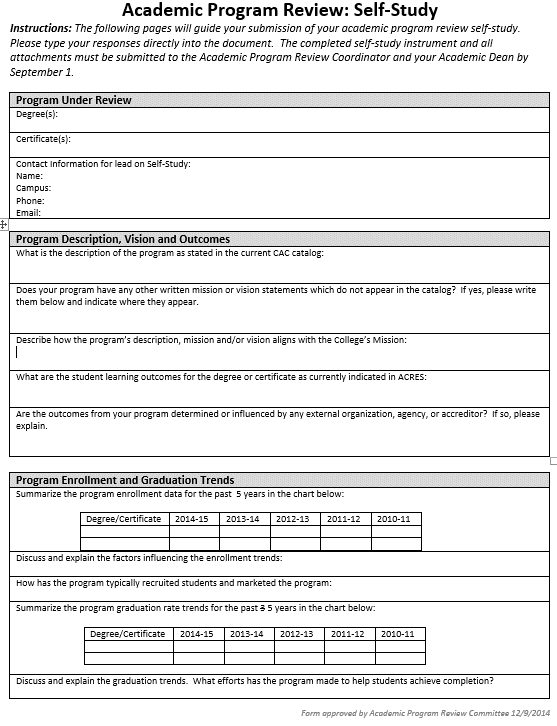 Academic Program Review: Self-Study
Instructions: The following pages will guide your submission of your academic program review self-study.
Please type your responses directly into the document. The completed self-study instrument and all
attachments must be submitted to the Academic Program Review Coordinator and your Academic Dean by
September 1.
Program Under Review
Degree(s):
Certificate(s):
Contact Information for lead on Self-Study:
Name:
Campus:
Phone:
Email:
Program Description, Vision and Outcomes
What is the description of the program as stated in the current CAC catalog:
Does your program have any other written mission or vision statements which do not appear in the catalog? If yes, please write
them below and indicate where they appear.
Describe how the program's description, mission and/or vision aligns with the College's Mission:
What are the student learning outcomes for the degree or certificate as currently indicated in ACRES:
Are the outcomes from your program determined or influenced by any external organization, agency, or accreditor? If so, please
explain.
Program Enrollment and Graduation Trends
Summarize the program enrollment data for the past 5 years in the chart below:
Degree/Certificate 2014-15 2013-14 2012-13 2011-12 2010-11
Discuss and explain the factors influencing the enrollment trends:
How has the program typically recruited students and marketed the program:
Summarize the program graduation rate trends for the past 3 5 years in the chart below:
Degree/Certificate 2014-15 2013-14 2012-13 2011-12 2010-11
Discuss and explain the graduation trends. What efforts has the program made to help students achieve completion?
Form approved by Academic Program Review Committee 12/9/2014